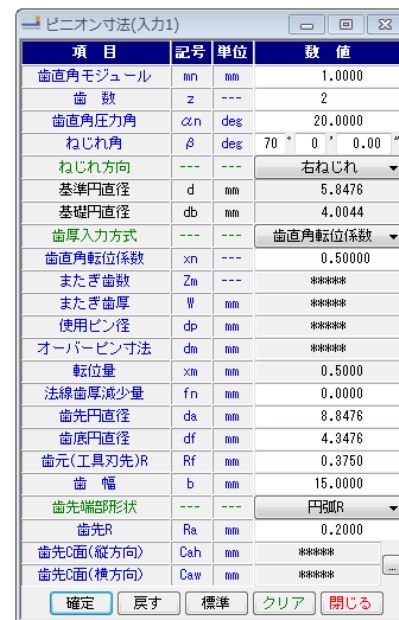 ピニオン寸法(入力1)
項 目 記号 単位 数 値
歯直角モジュール mn mm 1.0000
歯 数 z --- 2
歯直角圧力角 αn deg 20.0000
ねじれ角 β deg 70 ° 0 ' 0.00 "
ねじれ方向 --- --- 右ねじれ
基準円直径 d mm 5.8476
基礎円直径 db mm 4.0044
歯厚入力方式 --- --- 歯直角転位係数
歯直角転位係数 xn --- 0.50000
またぎ歯数 Zm --- *****
またぎ歯厚 W mm *****
使用ピン径 dp mm *****
オーバーピン寸法 dm mm *****
転位量 xm mm 0.5000
法線歯厚減少量 fn mm 0.0000
歯先円直径 da mm 8.8476
歯底円直径 df mm 4.3476
歯元(工具刃先)R Rf mm 0.3750
歯 幅 b mm 15.0000
歯先端部形状 --- --- 円弧R
歯先R Ra mm 0.2000
歯先C面(縦方向) Cah mm *****
歯先C面(横方向) Caw mm *****
...
確定 戻す 標準 クリア 閉じる